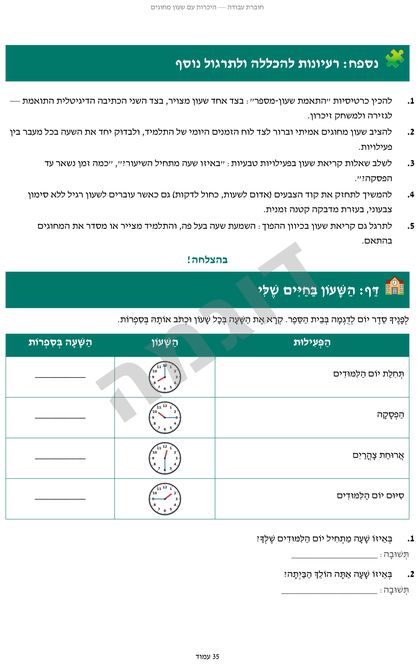 חוברת עבודה — היכרות עם שעון מחוגים
נספח: רעיונות להכללה ולתרגול נוסף
1. להכין כרטיסיות "התאמת שעון-מספר": בצד אחד שעון מצויר, בצד השני הכתיבה הדיגיטלית התואמת —
לגזירה ולמשחק זיכרון.
2. להציב שעון מחוגים אמיתי וברור לצד לוח הזמנים היומי של התלמיד, ולבדוק יחד את השעה בכל מעבר בין
פעילויות.
3. לשלב שאלות קריאת שעון בפעילויות טבעיות: "באיזו שעה מתחיל השיעור?", "כמה זמן נשאר עד
הפסקה?".
4. להמשיך לתחזק את קוד הצבעים (אדום לשעות, כחול לדקות) גם כאשר עוברים לשעון רגיל ללא סימון
צבעוני, בעזרת מדבקה קטנה זמנית.
5. לתרגל גם קריאת שעון בכיוון ההפוך: השמעת שעה בעל פה, והתלמיד מצייר או מסדר את המחוגים
בהתאם.
בהצלחה!
דַּף: הַשָּׁעוֹן בַּחַיִּים שֶׁלִּי
לְפָנֶיךָ סֵדֶר יוֹם לְדֻגְמָה בְּבֵית הַסֵּפֶר. קְרָא אֶת הַשָּׁעָה בְּכָל שָׁעוֹן וּכְתֹב אוֹתָהּ בְּסִפְרוֹת.
הַפְּעִילוּת הַשָּׁעוֹן הַשָּׁעָה בְּסִפְרוֹת
תְּחִלַּת יוֹם הַלִּמּוּדִים
הַפְסָקָה
אֲרוּחַת צָהֳרַיִם
סִיּוּם יוֹם הַלִּמּוּדִים
1. בְּאֵיזוֹ שָׁעָה מַתְחִיל יוֹם הַלִּמּוּדִים שֶׁלְּךָ?
תְּשׁוּבָה: ____________
2. בְּאֵיזוֹ שָׁעָה אַתָּה הוֹלֵךְ הַבַּיְתָה?
תְּשׁוּבָה: ____________
עמוד 35
דוגמה